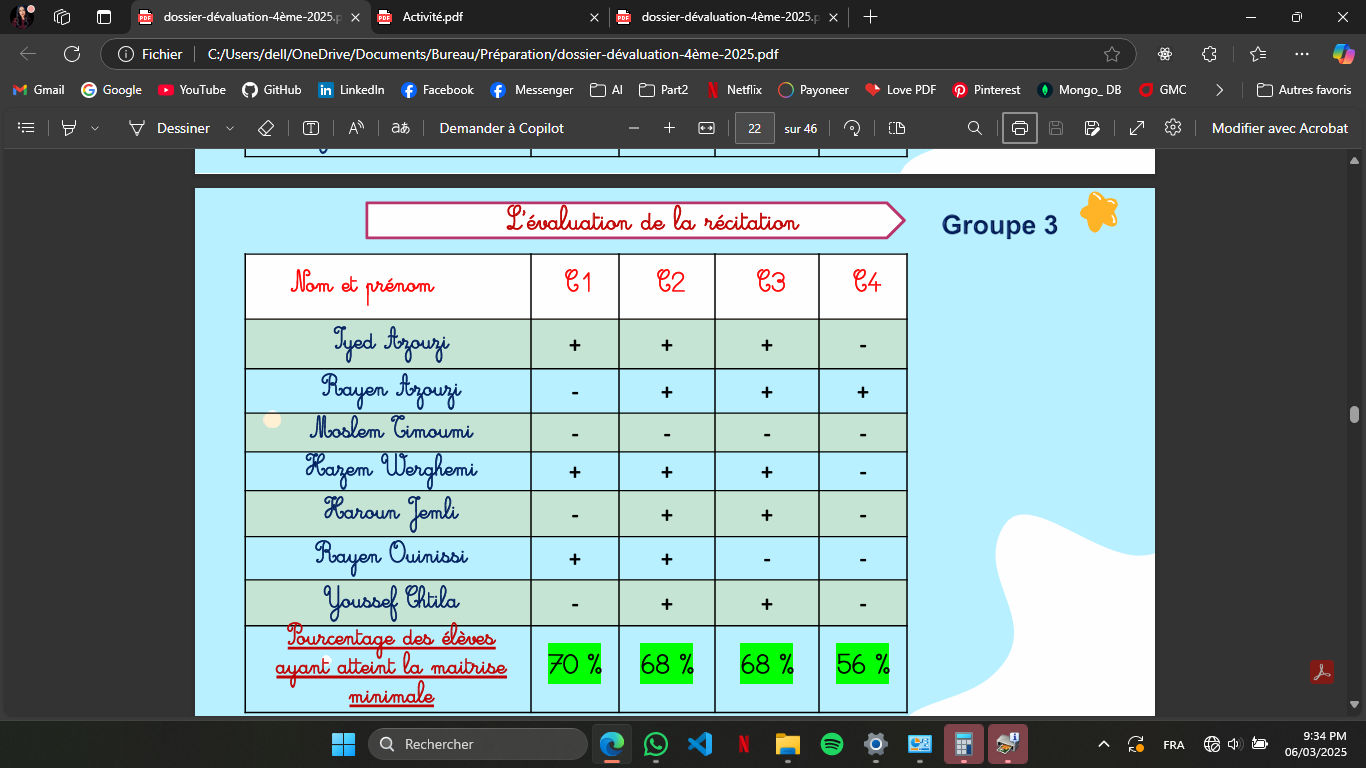 dossier-dévaluation-4ème-2025.p
Activité.pdf
dossier-dévaluation-4ème-2025.p
Fichier C:/Users/dell/OneDrive/Documents/Bureau/Préparation/dossier-dévaluation-4ème-2025.pdf
Gmail Google YouTube GitHub LinkedIn Facebook Messenger AI Part2 Netflix Payoneer Love PDF Pinterest Mongo_ DB GMC Autres favoris
Dessiner Demander à Copilot 22 sur 46 Modifier avec Acrobat
L'évaluation de la récitation
Groupe 3
Nom et prénom C1 C2 C3 C4
Iyed Azouzi + + + -
Rayen Azouzi - + + +
Moslem Timoumi - - - -
Hazem Werghemi + + + -
Haroun Jemli - + + -
Rayen Ouinissi + + - -
Youssef Chtila - + + -
Pourcentage des élèves
ayant atteint la maitrise
minimale
70 % 68 % 68 % 56 %
Rechercher
FRA
9:34 PM
06/03/2025